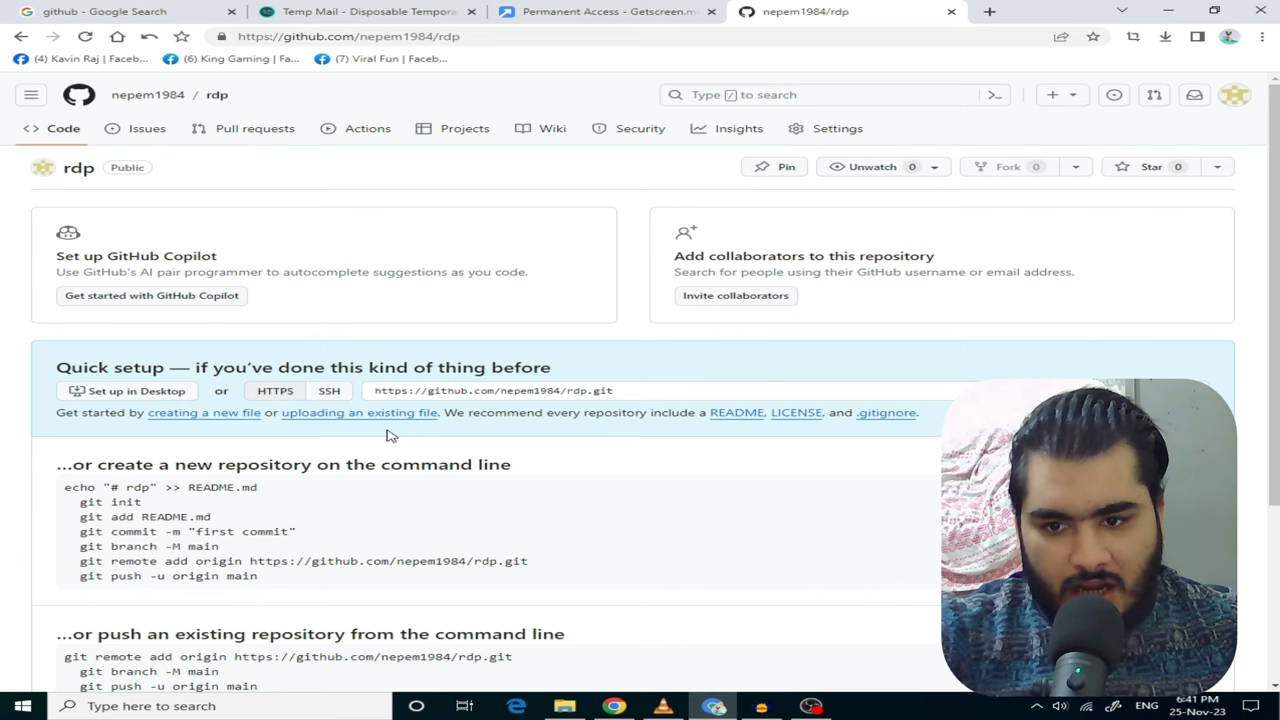 github - Google Search
Temp Mail - Disposable Tempora
Permanent Access - Getscreen.m
nepem1984/rdp
https://github.com/nepem1984/rdp
(4) Kavin Raj | Faceb...
(6) King Gaming | Fa...
(7) Viral Fun | Faceb...
nepem1984 / rdp
Type / to search
Code
Issues
Pull requests
Actions
Projects
Wiki
Security
Insights
Settings
rdp Public
Pin
Unwatch 0
Fork 0
Star 0
Set up GitHub Copilot
Use GitHub's AI pair programmer to autocomplete suggestions as you code.
Get started with GitHub Copilot
Add collaborators to this repository
Search for people using their GitHub username or email address.
Invite collaborators
Quick setup — if you've done this kind of thing before
Set up in Desktop or HTTPS SSH https://github.com/nepem1984/rdp.git
Get started by creating a new file or uploading an existing file. We recommend every repository include a README, LICENSE, and .gitignore.
...or create a new repository on the command line
echo "# rdp" >> README.md
git init
git add README.md
git commit -m "first commit"
git branch -M main
git remote add origin https://github.com/nepem1984/rdp.git
git push -u origin main
...or push an existing repository from the command line
git remote add origin https://github.com/nepem1984/rdp.git
git branch -M main
git push -u origin main
Type here to search
ENG
6:41 PM
25-Nov-23